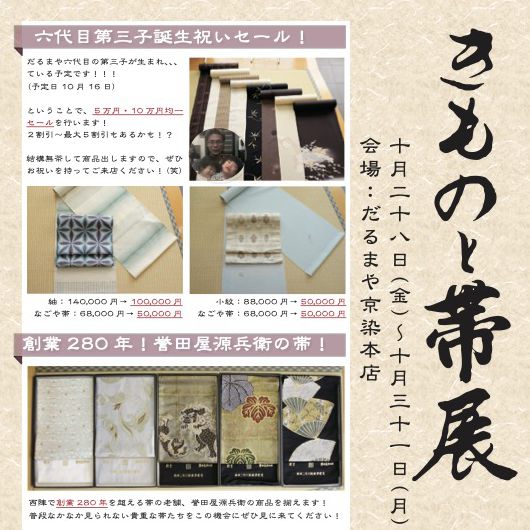 きものと帯展
十月二十八日(金)～十月三十一日(月)
会場：だるまや京染本店
六代目第三子誕生祝いセール！
だるまや六代目の第三子が生まれ、、、
ている予定です！！！
(予定日10月16日)
ということで、５万円・10万円均一
セールを行います！
２割引～最大５割引もあるかも！？
結構無茶して商品出しますので、ぜひ
お祝いを持ってご来店ください！(笑)
紬：140,000円→100,000円
なごや帯：68,000円→50,000円
小紋：88,000円→50,000円
なごや帯：68,000円→50,000円
創業280年！誉田屋源兵衛の帯！
西陣で創業280年を超える帯の老舗、誉田屋源兵衛の商品を揃えます！
普段なかなか見られない貴重な帯たちをこの機会にぜひ見に来てください！